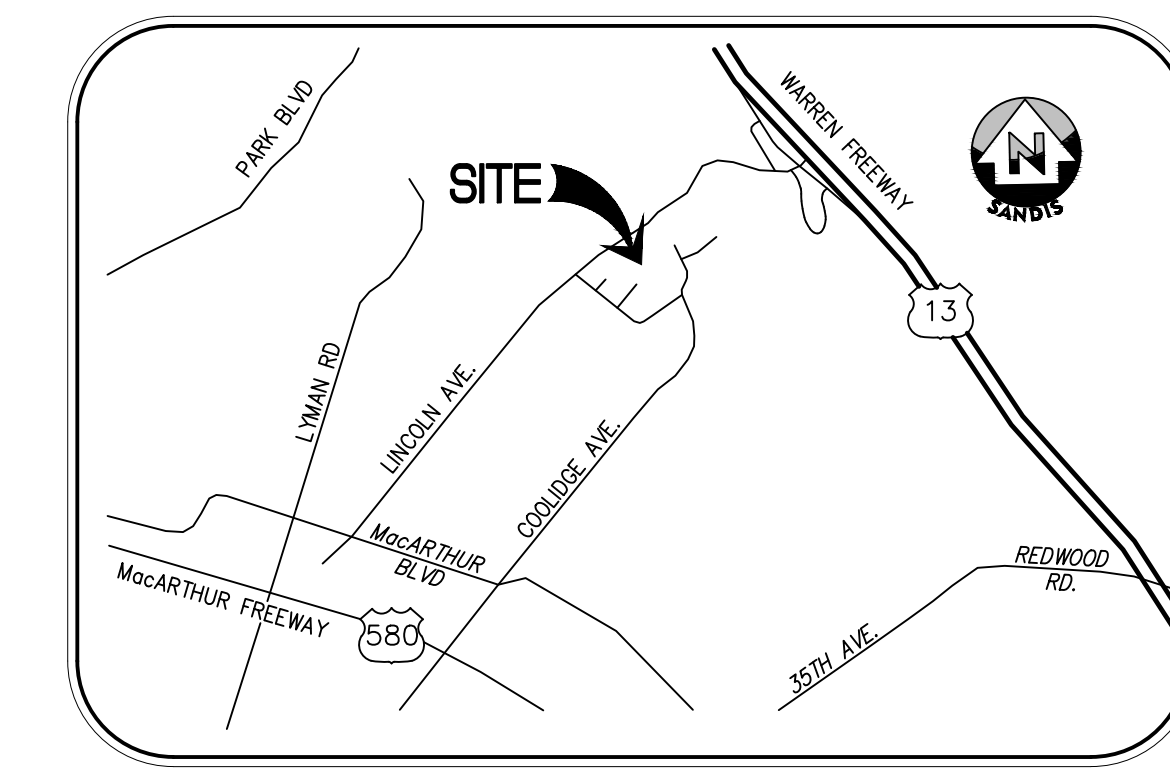 PARK BLVD
WARREN FREEWAY
N
SANDIS
SITE
13
LYMAN RD
LINCOLN AVE.
COOLIDGE AVE.
MacARTHUR
BLVD
MacARTHUR FREEWAY
580
REDWOOD
RD.
35TH AVE.